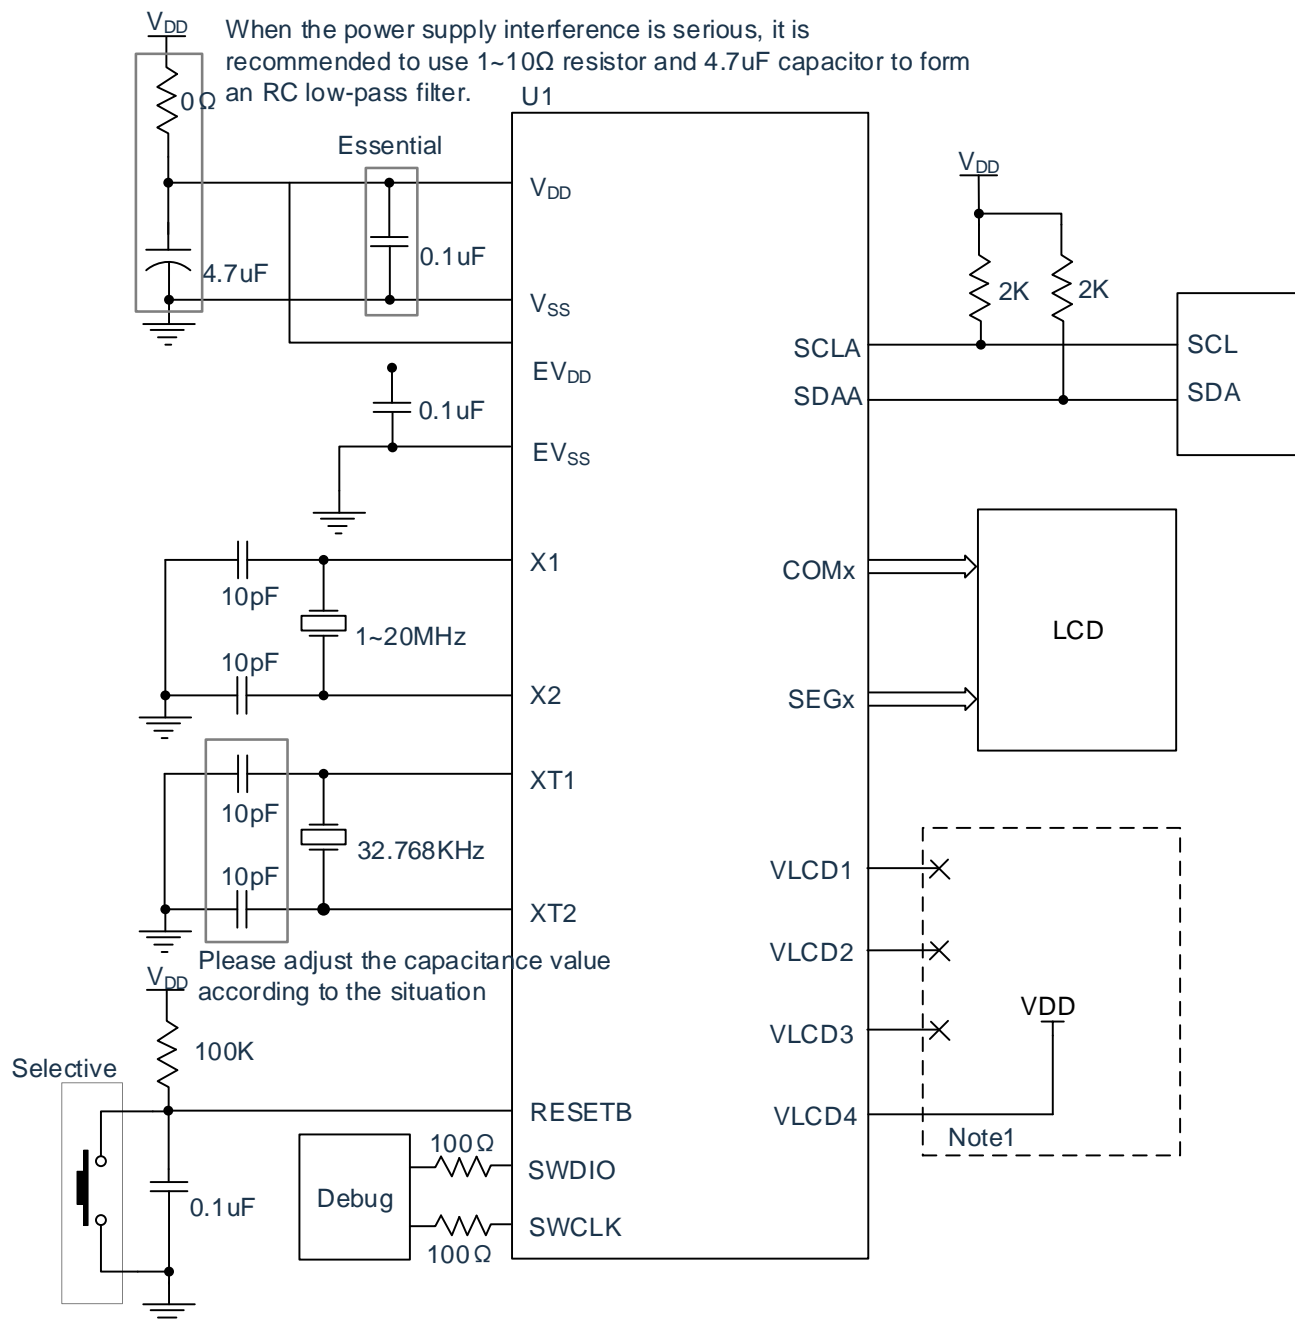 VDD
When the power supply interference is serious, it is
recommended to use 1~10Ω resistor and 4.7uF capacitor to form
an RC low-pass filter.
0Ω
U1
Essential
VDD
VDD
0.1uF
4.7uF
VSS
2K
2K
SCLA
SCL
EVDD
SDAA
SDA
0.1uF
EVSS
X1
COMx
10pF
1~20MHz
LCD
10pF
X2
SEGx
XT1
10pF
32.768KHz
VLCD1
10pF
XT2
VLCD2
Please adjust the capacitance value
according to the situation
VDD
VDD
VLCD3
100K
Selective
RESETB
VLCD4
Note1
100Ω
SWDIO
Debug
0.1uF
SWCLK
100Ω